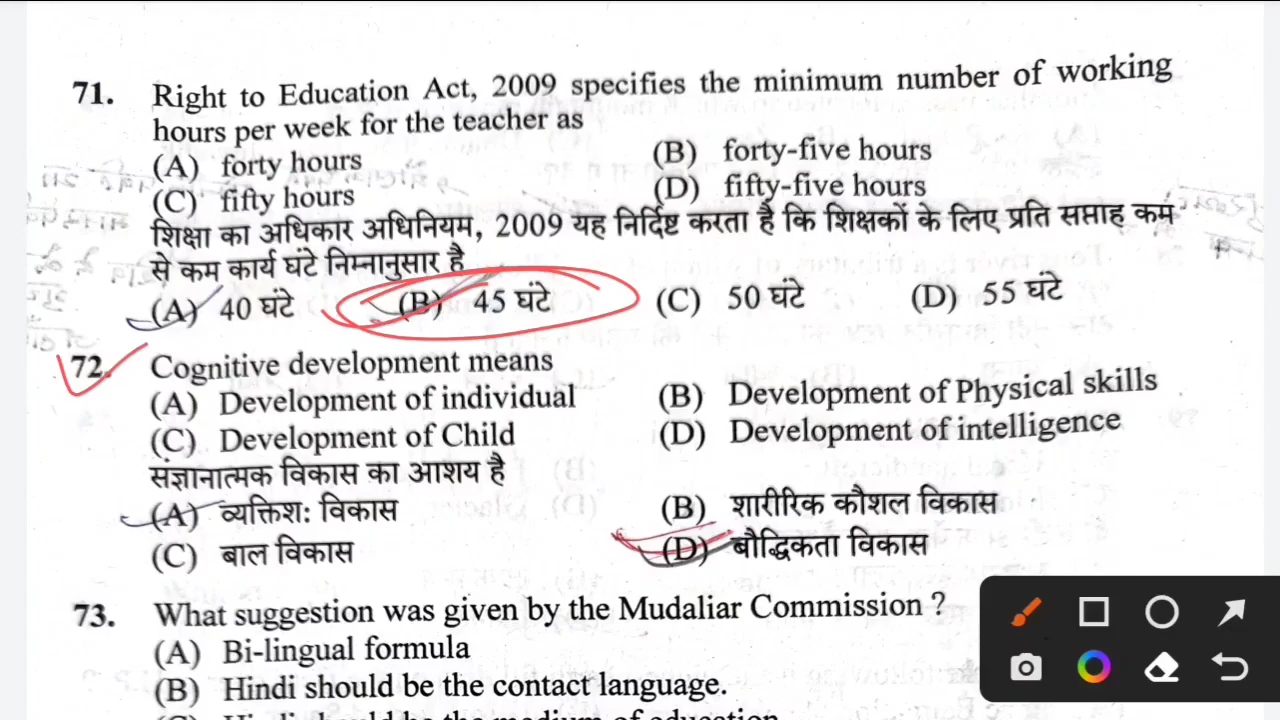 71. Right to Education Act, 2009 specifies the minimum number of working
hours per week for the teacher as
(A) forty hours (B) forty-five hours
(C) fifty hours (D) fifty-five hours
शिक्षा का अधिकार अधिनियम, 2009 यह निर्दिष्ट करता है कि शिक्षकों के लिए प्रति सप्ताह कम
से कम कार्य घंटे निम्नानुसार है
(A) 40 घंटे (B) 45 घंटे (C) 50 घंटे (D) 55 घंटे
72. Cognitive development means
(A) Development of individual (B) Development of Physical skills
(C) Development of Child (D) Development of intelligence
संज्ञानात्मक विकास का आशय है
(A) व्यक्तिश: विकास (B) शारीरिक कौशल विकास
(C) बाल विकास (D) बौद्धिकता विकास
73. What suggestion was given by the Mudaliar Commission ?
(A) Bi-lingual formula
(B) Hindi should be the contact language.